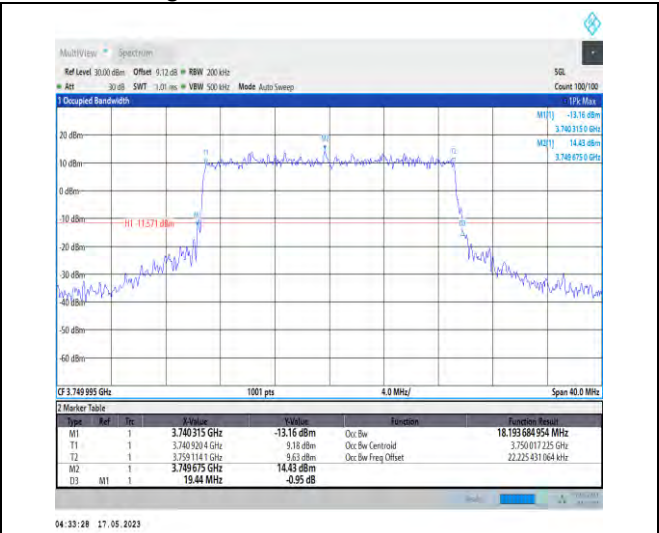 MultiView Spectrum
Ref Level 30.00 dBm Offset 9.12 dB RBW 200 kHz SGL
Att 30 dB SWT 1.01 ms VBW 500 kHz Mode Auto Sweep Count 100/100
1 Occupied Bandwidth 1Pk Max
M1[1] -13.16 dBm
3.740 315 0 GHz
M2[1] 14.43 dBm
3.749 675 0 GHz
20 dBm
10 dBm
0 dBm
-10 dBm
H1 -11.571 dBm
-20 dBm
-30 dBm
-40 dBm
-50 dBm
-60 dBm
CF 3.749 995 GHz 1001 pts 4.0 MHz/ Span 40.0 MHz
2 Marker Table
Type Ref Trc X-Value Y-Value Function Function Result
M1 1 3.740 315 GHz -13.16 dBm Occ Bw 18.193 684 954 MHz
T1 1 3.740 920 4 GHz 9.18 dBm Occ Bw Centroid 3.750 017 225 GHz
T2 1 3.759 114 1 GHz 9.63 dBm Occ Bw Freq Offset 22.225 431 064 kHz
M2 1 3.749 675 GHz 14.43 dBm
D3 M1 1 19.44 MHz -0.95 dB
04:33:28 17.05.2023